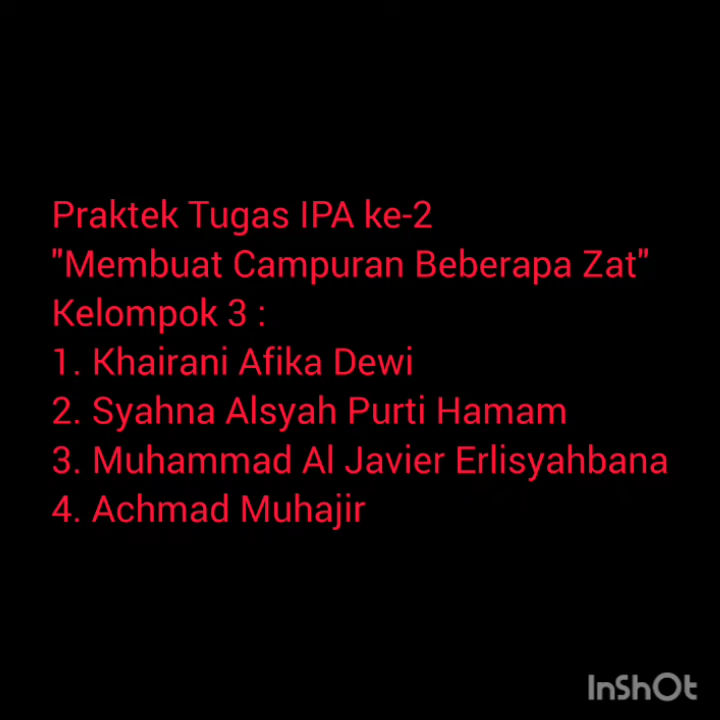 Praktek Tugas IPA ke-2
"Membuat Campuran Beberapa Zat"
Kelompok 3 :
1. Khairani Afika Dewi
2. Syahna Alsyah Purti Hamam
3. Muhammad Al Javier Erlisyahbana
4. Achmad Muhajir
InShOt